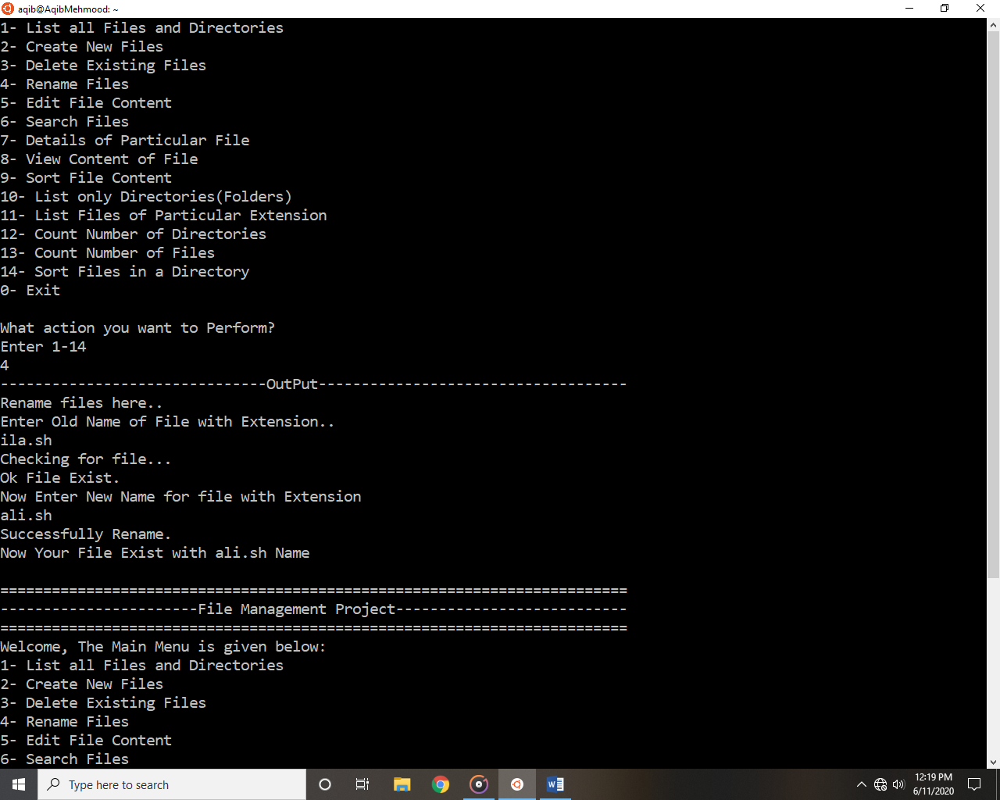 aqib@AqibMehmood: ~
1- List all Files and Directories
2- Create New Files
3- Delete Existing Files
4- Rename Files
5- Edit File Content
6- Search Files
7- Details of Particular File
8- View Content of File
9- Sort File Content
10- List only Directories(Folders)
11- List Files of Particular Extension
12- Count Number of Directories
13- Count Number of Files
14- Sort Files in a Directory
0- Exit
What action you want to Perform?
Enter 1-14
4
-------------------------------OutPut------------------------------------
Rename files here..
Enter Old Name of File with Extension..
ila.sh
Checking for file...
Ok File Exist.
Now Enter New Name for file with Extension
ali.sh
Successfully Rename.
Now Your File Exist with ali.sh Name
=========================================================================
-----------------------File Management Project---------------------------
=========================================================================
Welcome, The Main Menu is given below:
1- List all Files and Directories
2- Create New Files
3- Delete Existing Files
4- Rename Files
5- Edit File Content
6- Search Files
Type here to search
12:19 PM
6/11/2020